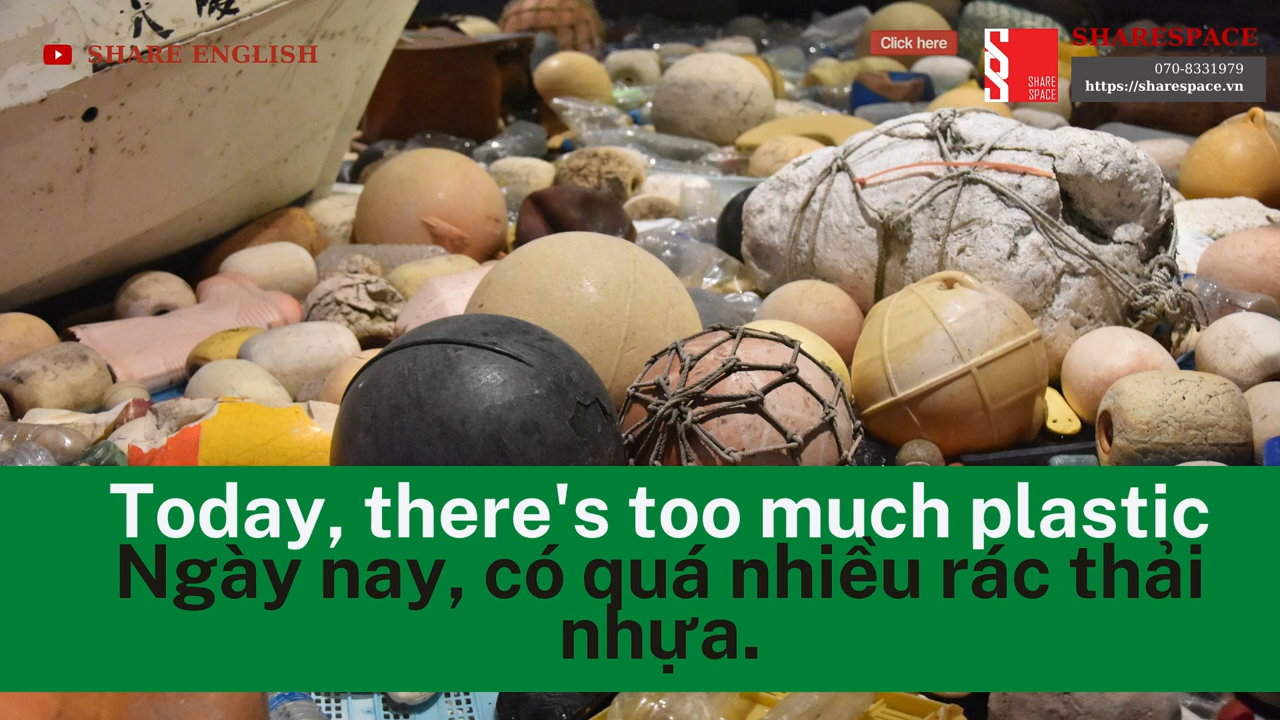 SHARE ENGLISH
Click here
SHARESPACE
070-8331979
https://sharespace.vn
SHARE
SPACE
Today, there's too much plastic
Ngày nay, có quá nhiều rác thải
nhựa.